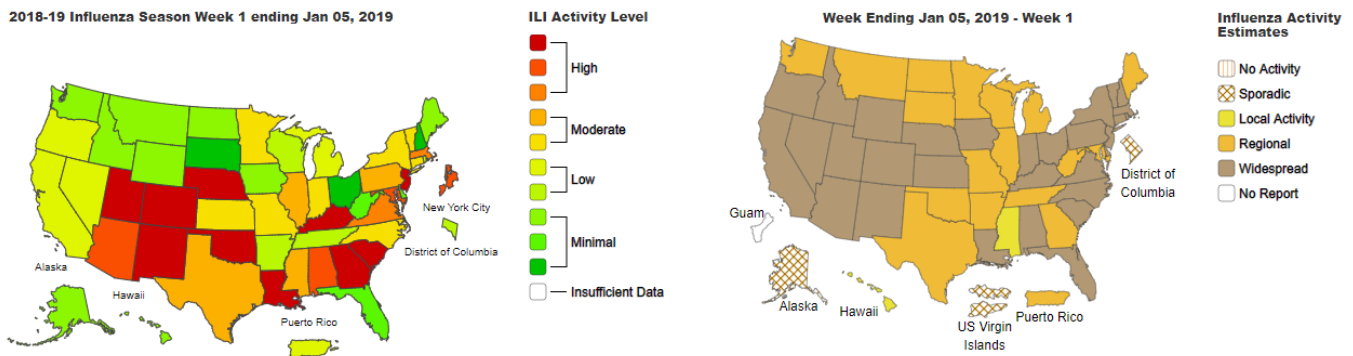 2018-19 Influenza Season Week 1 ending Jan 05, 2019
ILI Activity Level
High
Moderate
Low
Minimal
Insufficient Data
New York City
District of Columbia
Alaska
Hawaii
Puerto Rico
Week Ending Jan 05, 2019 - Week 1
Influenza Activity
Estimates
No Activity
Sporadic
Local Activity
Regional
Widespread
No Report
District of
Columbia
Guam
Alaska
Hawaii
US Virgin
Islands
Puerto Rico